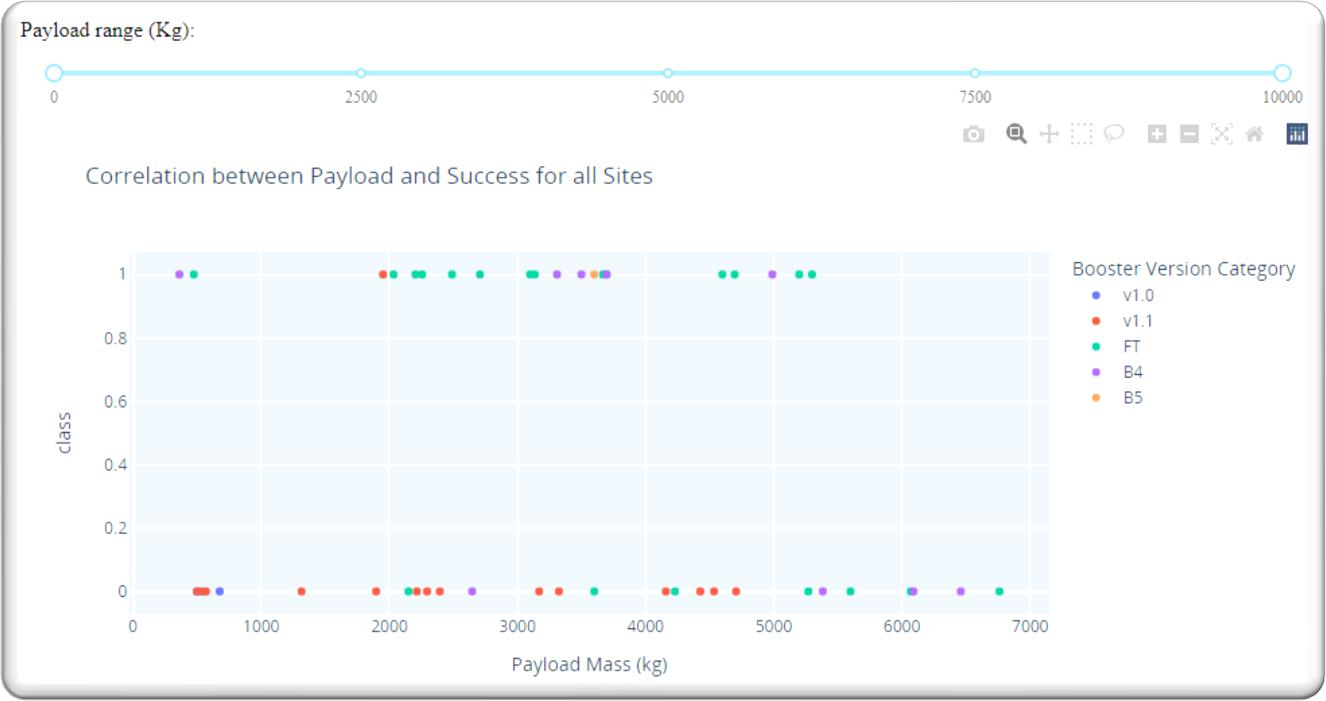 Payload range (Kg):
0 2500 5000 7500 10000
Correlation between Payload and Success for all Sites
Booster Version Category
v1.0
v1.1
FT
B4
B5
class
1
0.8
0.6
0.4
0.2
0
0 1000 2000 3000 4000 5000 6000 7000
Payload Mass (kg)